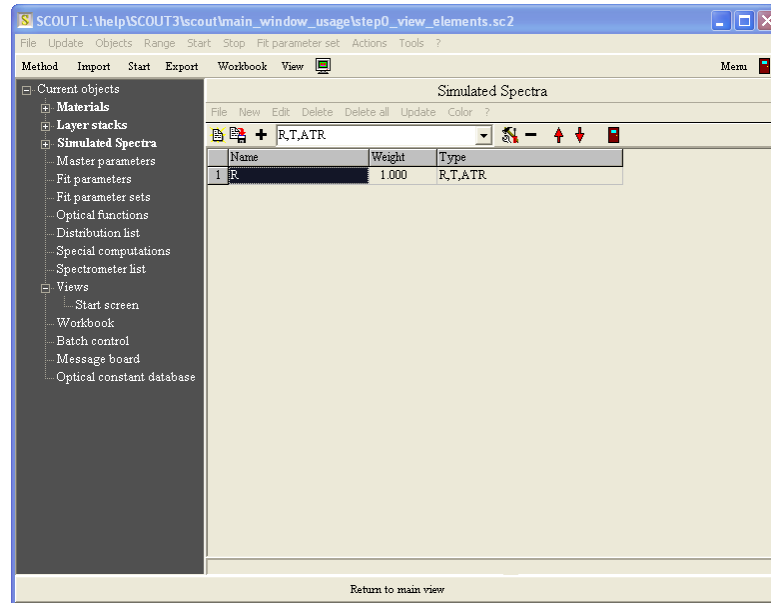 SCOUT L:\help\SCOUT3\scout\main_window_usage\step0_view_elements.sc2
File Update Objects Range Start Stop Fit parameter set Actions Tools ?
Method Import Start Export Workbook View Menu
Current objects
Materials
Layer stacks
Simulated Spectra
Master parameters
Fit parameters
Fit parameter sets
Optical functions
Distribution list
Special computations
Spectrometer list
Views
Start screen
Workbook
Batch control
Message board
Optical constant database
Simulated Spectra
File New Edit Delete Delete all Update Color ?
R,T,ATR
Name Weight Type
1 R 1.000 R,T,ATR
Return to main view